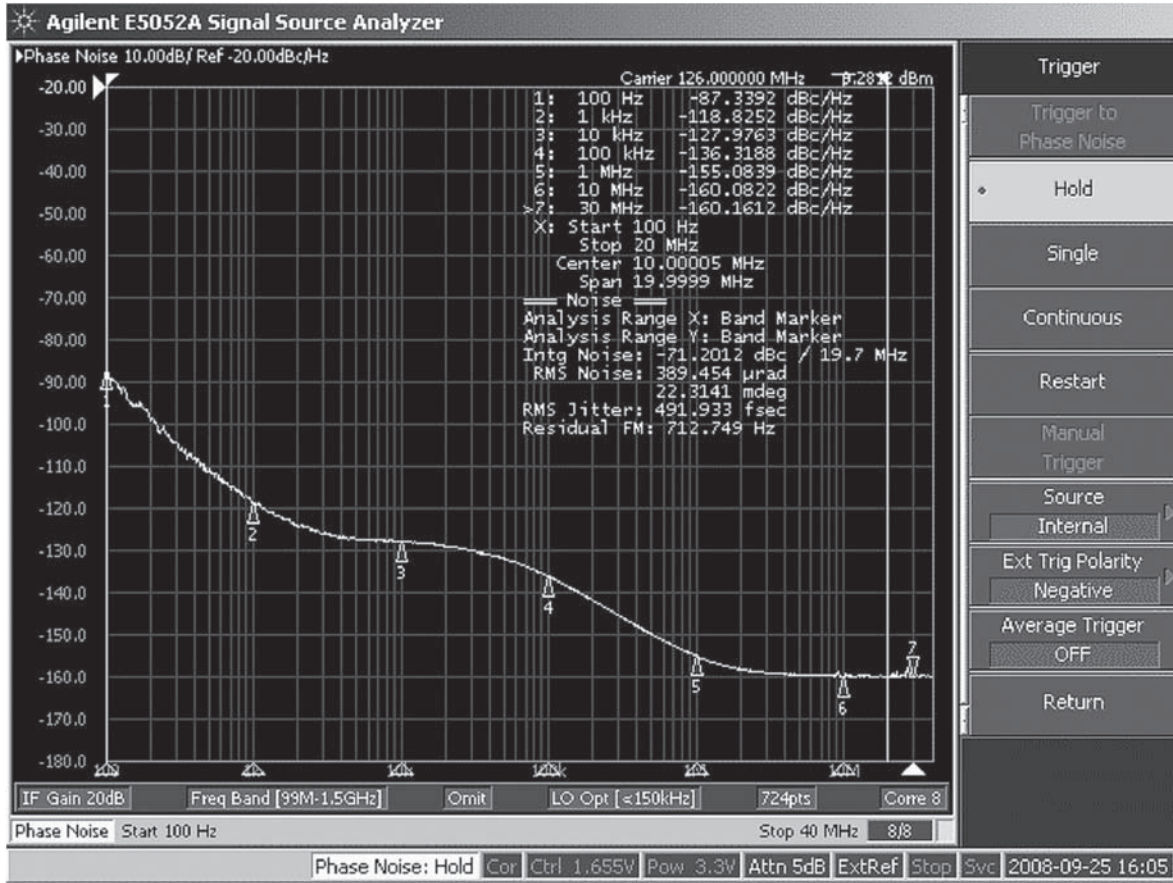 Agilent E5052A Signal Source Analyzer
Phase Noise 10.00dB/ Ref -20.00dBc/Hz
Carrier 126.000000 MHz dBm
1: 100 Hz -87.3392 dBc/Hz
2: 1 kHz -118.8252 dBc/Hz
3: 10 kHz -127.9763 dBc/Hz
4: 100 kHz -136.3188 dBc/Hz
5: 1 MHz -155.0839 dBc/Hz
6: 10 MHz -160.0822 dBc/Hz
>7: 30 MHz -160.1612 dBc/Hz
X: Start 100 Hz
Stop 20 MHz
Center 10.00005 MHz
Span 19.9999 MHz
=== Noise ===
Analysis Range X: Band Marker
Analysis Range Y: Band Marker
Intg Noise: -71.2012 dBc / 19.7 MHz
RMS Noise: 389.454 µrad
22.3141 mdeg
RMS Jitter: 491.933 fsec
Residual FM: 712.749 Hz
-20.00
-30.00
-40.00
-50.00
-60.00
-70.00
-80.00
-90.00
-100.0
-110.0
-120.0
-130.0
-140.0
-150.0
-160.0
-170.0
-180.0
1
2
3
4
5
6
7
10M
IF Gain 20dB
Freq Band [99M-1.5GHz]
Omit
LO Opt [<150kHz]
724pts
Corre 8
Phase Noise Start 100 Hz
Stop 40 MHz
8/8
Phase Noise: Hold
Cor
Ctrl 1.655V
Pow 3.3V
Attn 5dB
ExtRef
Stop
Svc
2008-09-25 16:05
Trigger
Trigger to
Phase Noise
Hold
Single
Continuous
Restart
Manual
Trigger
Source
Internal
Ext Trig Polarity
Negative
Average Trigger
OFF
Return